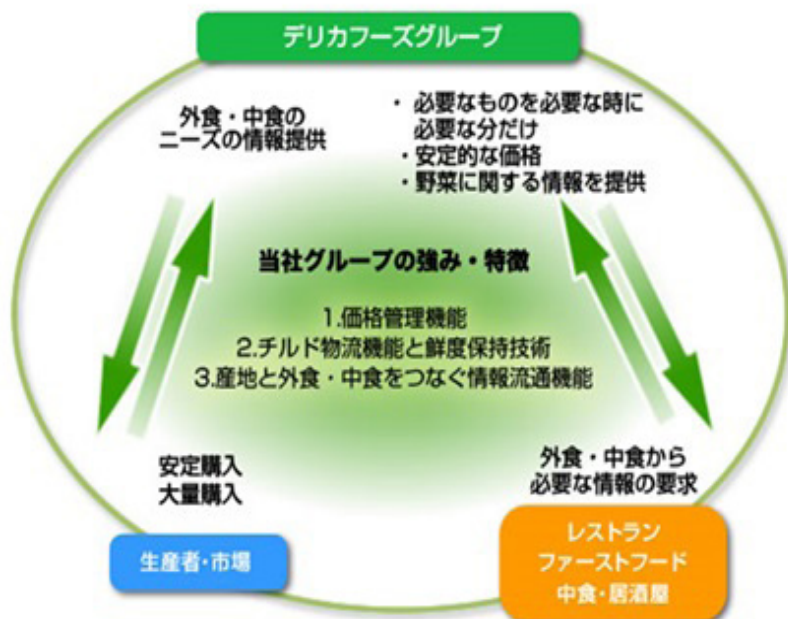 デリカフーズグループ
外食・中食の
ニーズの情報提供
・ 必要なものを必要な時に
必要な分だけ
・安定的な価格
・野菜に関する情報を提供
当社グループの強み・特徴
1.価格管理機能
2.チルド物流機能と鮮度保持技術
3.産地と外食・中食をつなぐ情報流通機能
安定購入
大量購入
外食・中食から
必要な情報の要求
生産者・市場
レストラン
ファーストフード
中食・居酒屋